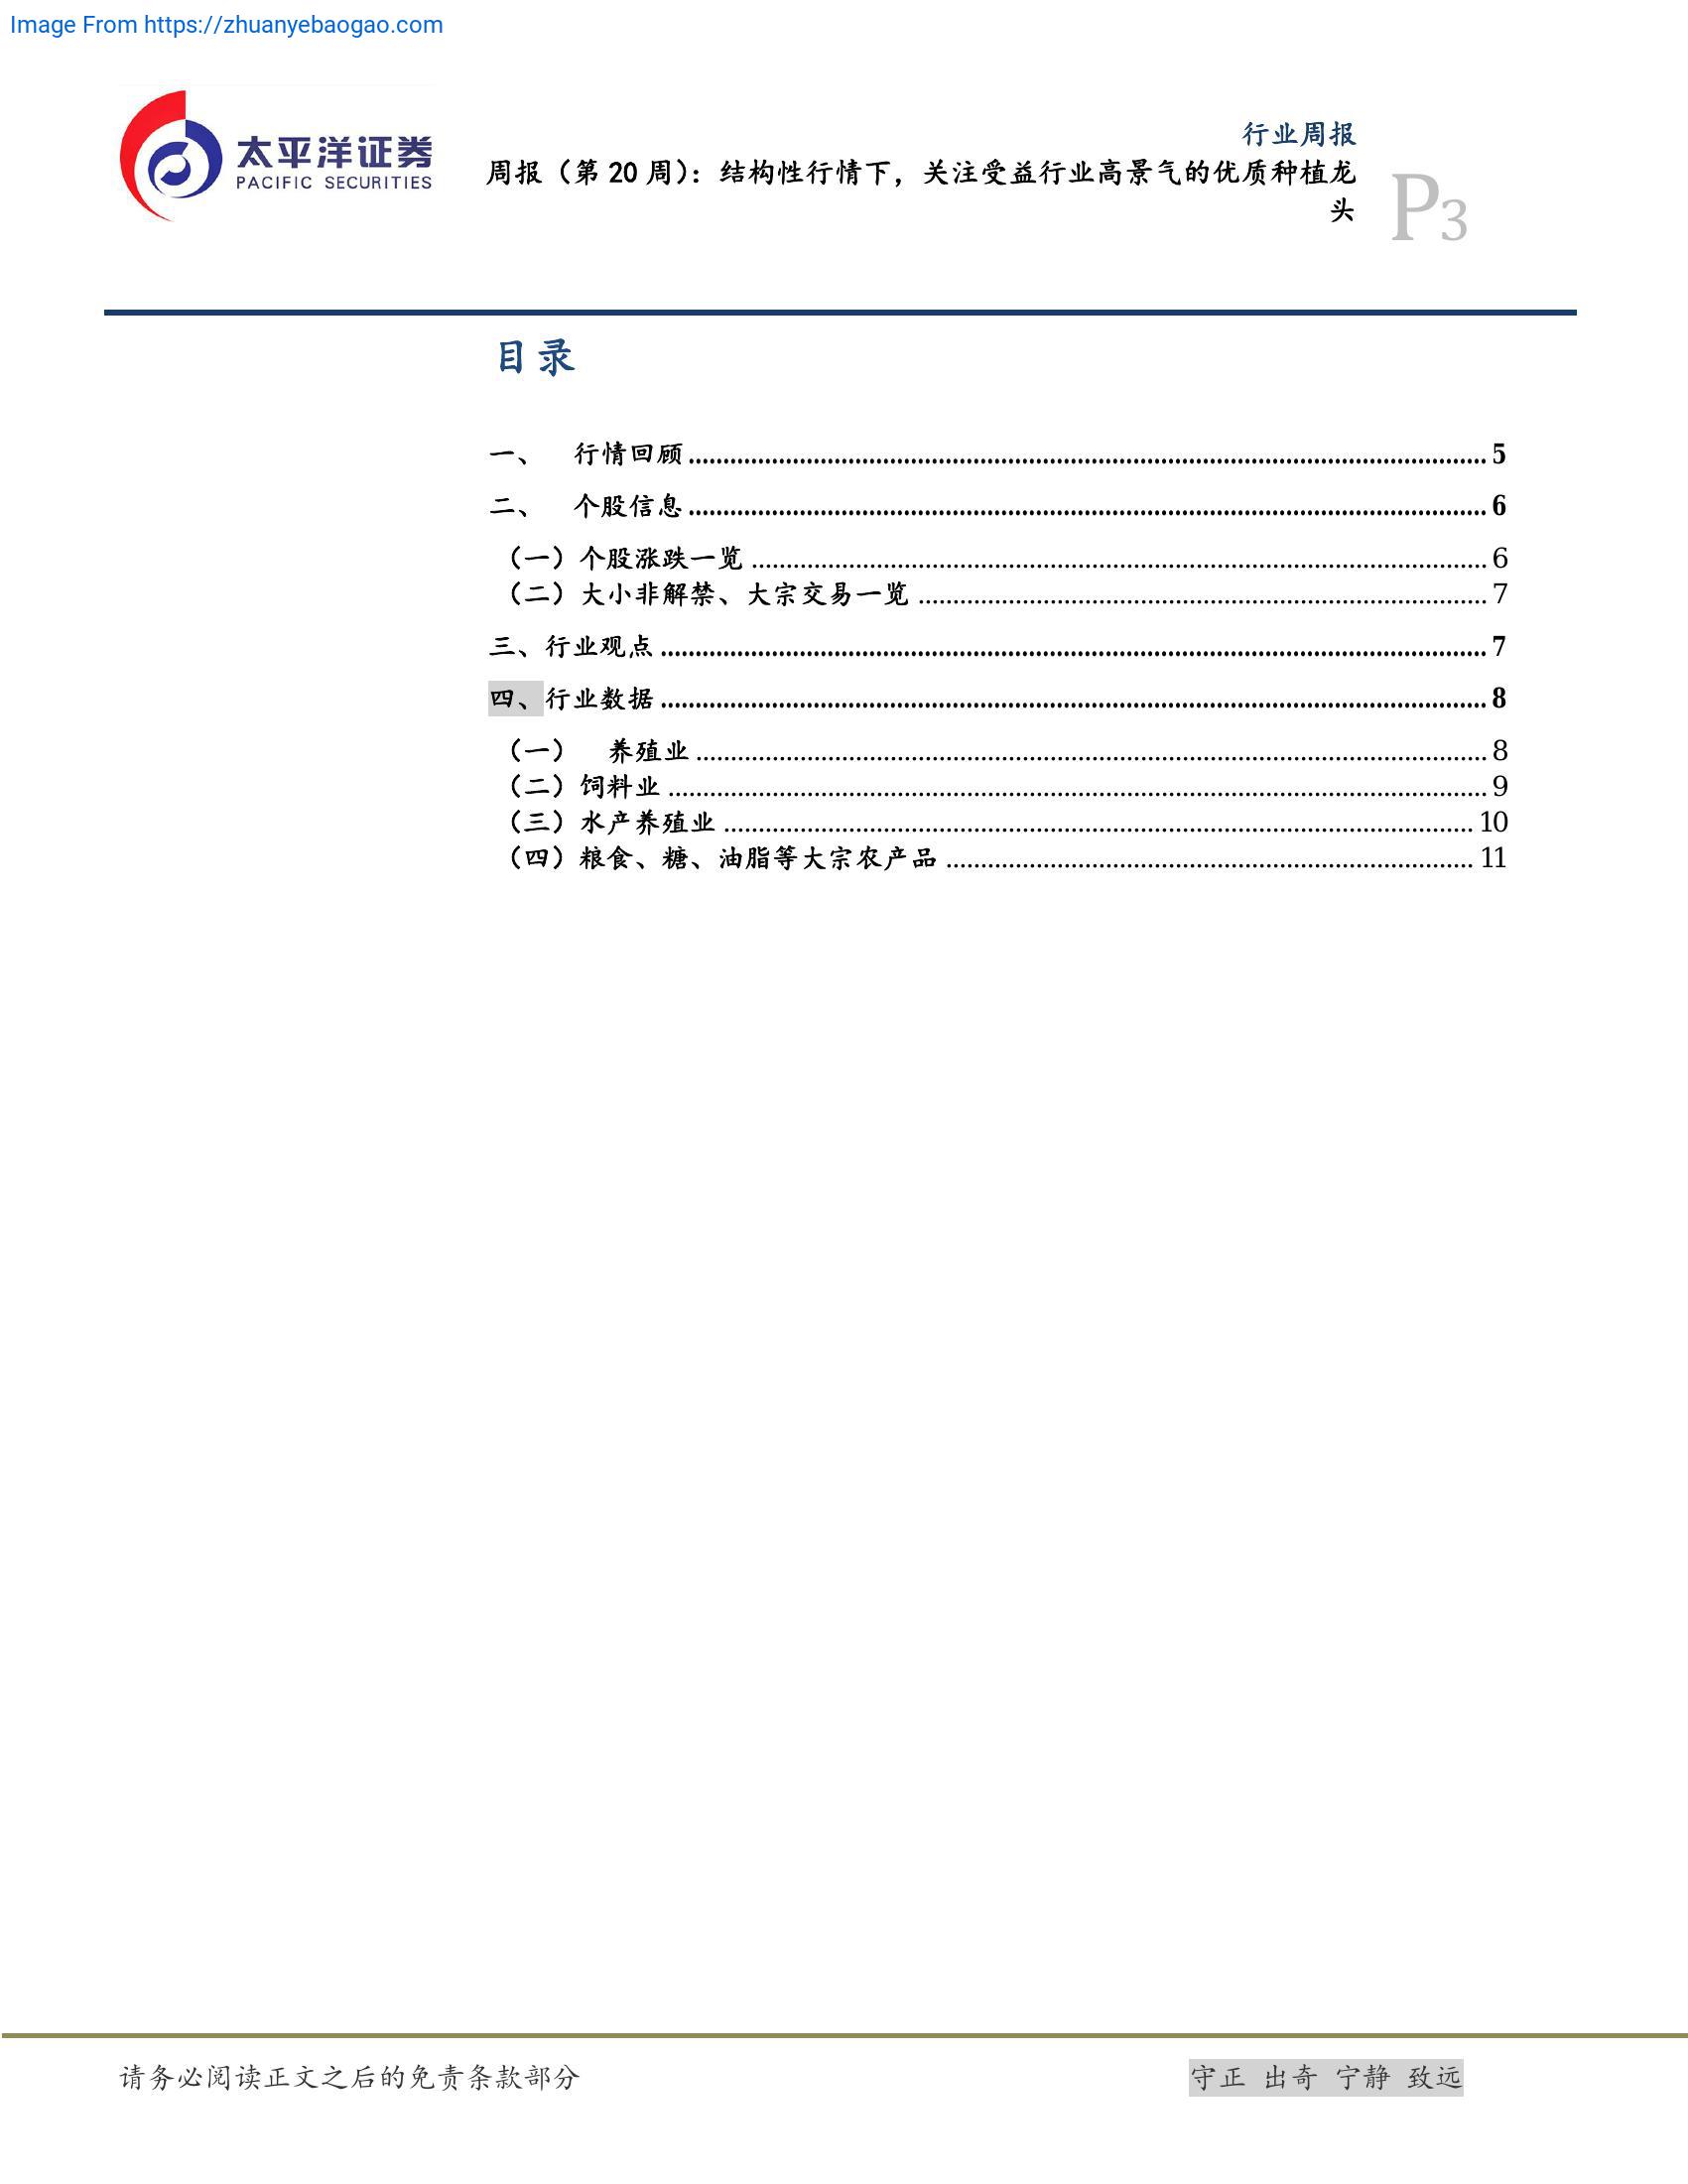 Image From https://zhuanyebaogao.com
太平洋证券
PACIFIC SECURITIES
行业周报
周报（第 20 周）：结构性行情下，关注受益行业高景气的优质种植龙
头
P3
目录
一、 行情回顾 5
二、 个股信息 6
（一）个股涨跌一览 6
（二）大小非解禁、大宗交易一览 7
三、行业观点 7
四、行业数据 8
（一） 养殖业 8
（二）饲料业 9
（三）水产养殖业 10
（四）粮食、糖、油脂等大宗农产品 11
请务必阅读正文之后的免责条款部分
守正 出奇 宁静 致远